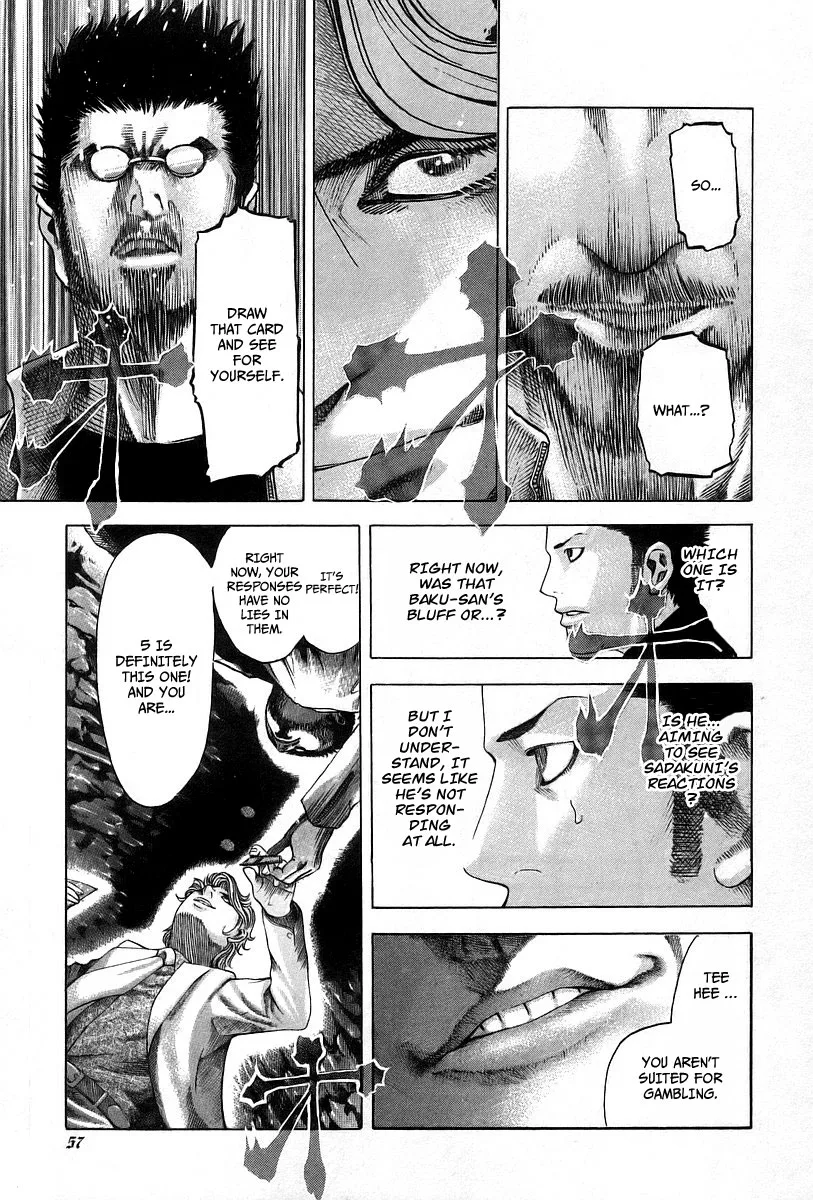 SO...
WHAT...?
DRAW
THAT CARD
AND SEE
FOR
YOURSELF.
WHICH
ONE IS
IT?
RIGHT NOW,
WAS THAT
BAKU-SAN'S
BLUFF OR...?
IS HE...
AIMING
TO SEE
SADAKUNI'S
REACTIONS
?
BUT I
DON'T
UNDER-
STAND, IT
SEEMS LIKE
HE'S NOT
RESPON-
DING
AT ALL.
TEE
HEE ...
YOU AREN'T
SUITED FOR
GAMBLING.
IT'S
PERFECT!
RIGHT
NOW, YOUR
RESPONSES
HAVE NO
LIES IN
THEM.
5 IS
DEFINITELY
THIS ONE!
AND YOU
ARE...
57